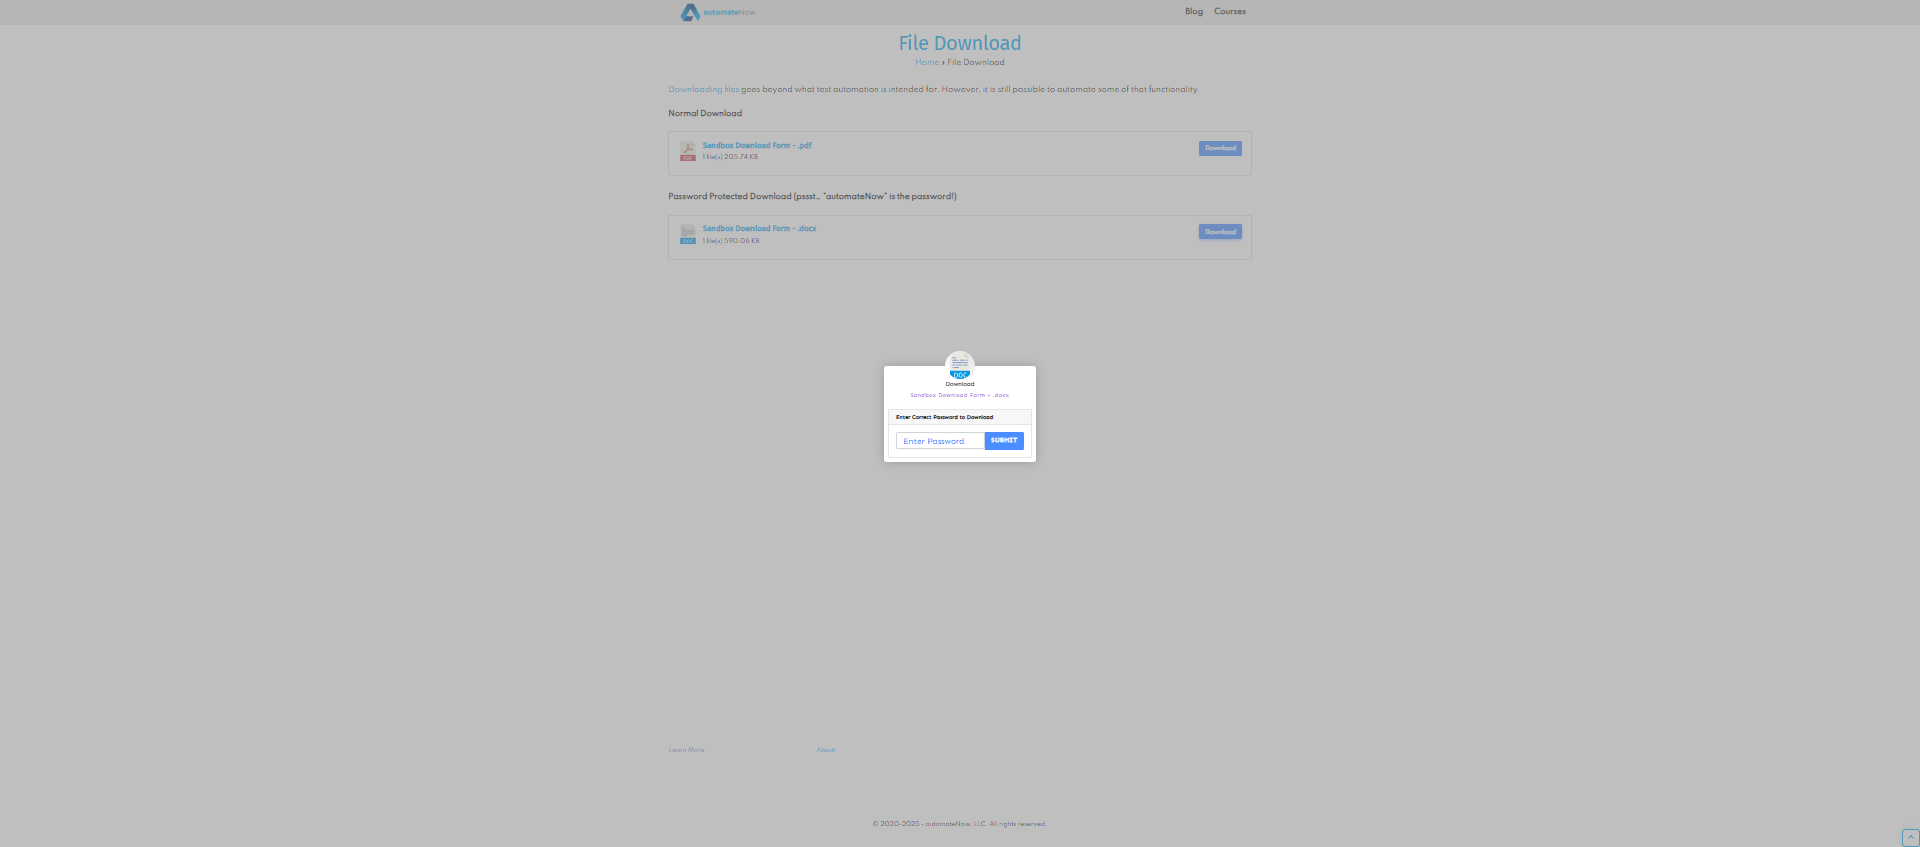 automateNow
Blog
Courses
File Download
Home › File Download
Downloading files goes beyond what test automation is intended for. However, it is still possible to automate some of that functionality.
Normal Download
PDF
Sandbox Download Form - .pdf
1 file(s) 205.74 KB
Download
Password Protected Download (pssst… "automateNow" is the password!)
DOC
Sandbox Download Form - .docx
1 file(s) 590.06 KB
Download
DOC
Download
Sandbox Download Form – .docx
Enter Correct Password to Download
Enter Password
SUBMIT
Learn More
About
© 2020-2025 - automateNow, LLC. All rights reserved.